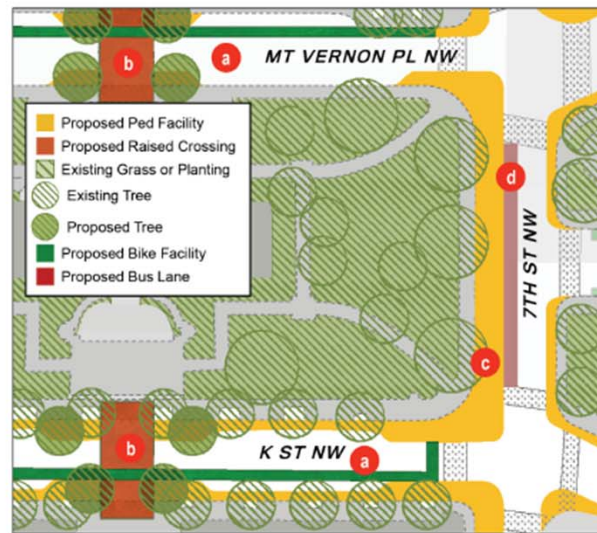 b
a
MT VERNON PL NW
Proposed Ped Facility
Proposed Raised Crossing
Existing Grass or Planting
Existing Tree
Proposed Tree
Proposed Bike Facility
Proposed Bus Lane
d
7TH ST NW
c
b
K ST NW
a